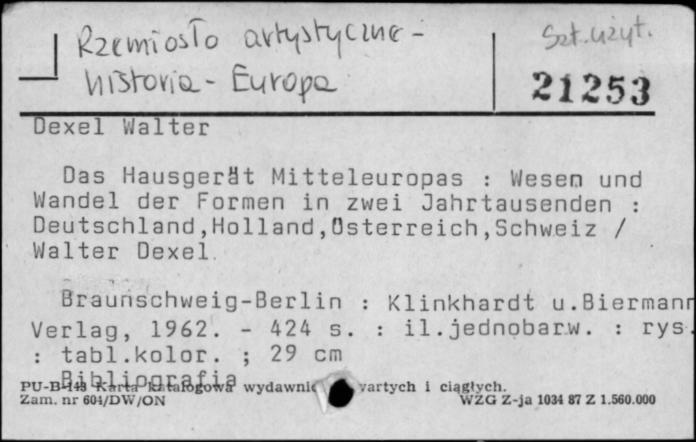 Rzemiosło artystyczne -
historia - Europa
Szt. użyt.
21253
Dexel Walter
Das Hausgerät Mitteleuropas : Wesen und
Wandel der Formen in zwei Jahrtausenden :
Deutschland,Holland,Österreich,Schweiz /
Walter Dexel.
Braunschweig-Berlin : Klinkhardt u.Biermann
Verlag, 1962. - 424 s. : il.jednobarw. : rys.
: tabl.kolor. ; 29 cm
Bibliografia
PU-B-148 Karta katalogowa wydawnic wartych i ciągłych.
Zam. nr 604/DW/ON
WZG Z-ja 1034 87 Z 1.560.000